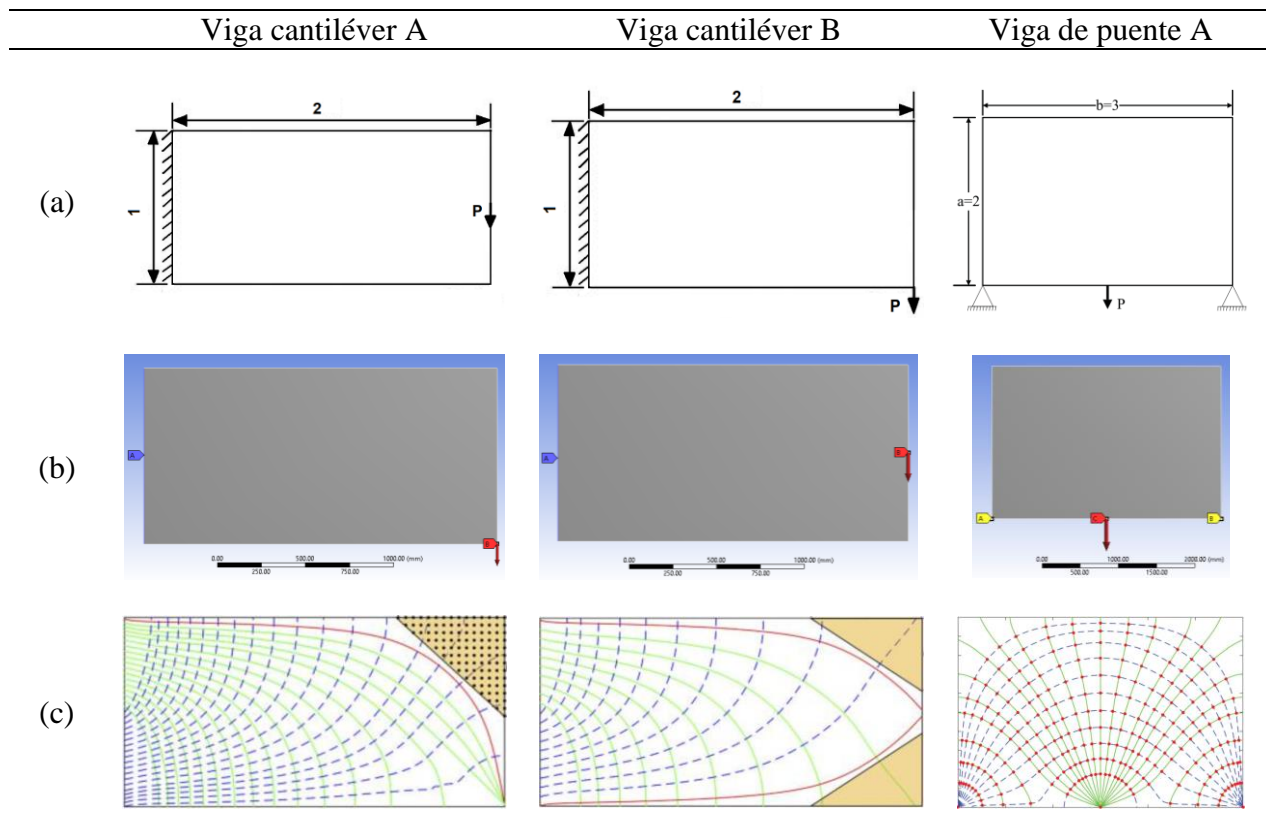 Viga cantiléver A Viga cantiléver B Viga de puente A
(a)
2
1
P
2
1
P
b=3
a=2
P
(b)
A
B
0.00 500.00 1000.00 (mm)
250.00 750.00
A
B
0.00 500.00 1000.00 (mm)
250.00 750.00
A
C
B
0.00 1000.00 2000.00 (mm)
500.00 1500.00
(c)